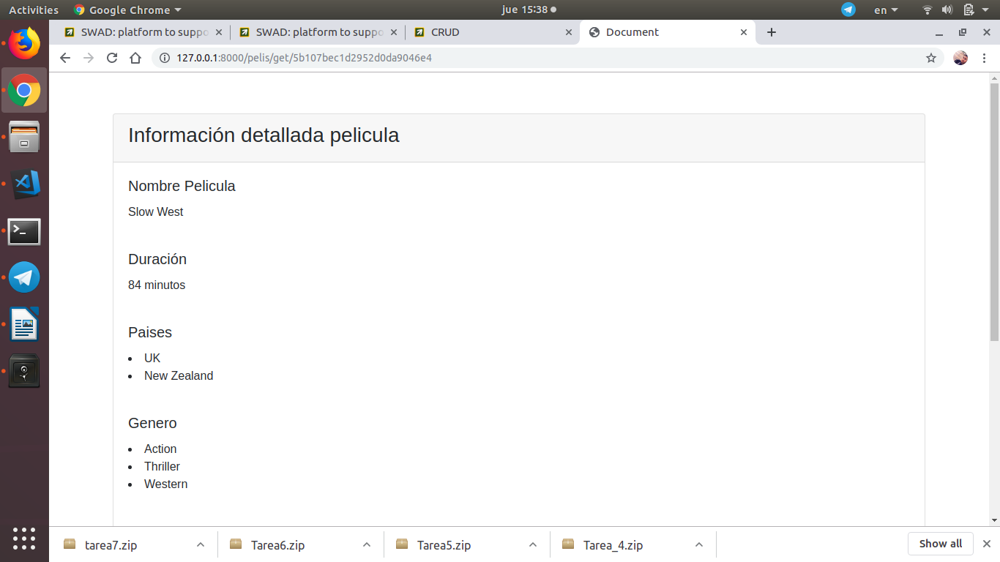 Activities
Google Chrome
jue 15:38
en
SWAD: platform to suppo
SWAD: platform to suppo
CRUD
Document
127.0.0.1:8000/pelis/get/5b107bec1d2952d0da9046e4
Información detallada pelicula
Nombre Pelicula
Slow West
Duración
84 minutos
Paises
UK
New Zealand
Genero
Action
Thriller
Western
tarea7.zip
Tarea6.zip
Tarea5.zip
Tarea_4.zip
Show all